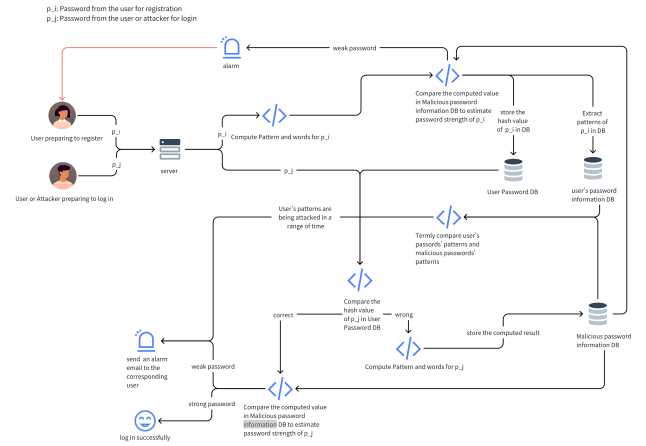 p_i: Password from the user for registration
p_j: Password from the user or attacker for login
weak password
alarm
Compare the computed value
in Malicious password
information DB to estimate
password strength of p_i
store the
hash value
of p_i in DB
Extract
patterns of
p_i in DB
p_i
User preparing to register
p_i
Compute Pattern and words for p_i
p_j
server
p_j
User or Attacker preparing to log in
User Password DB
user's password
information DB
User's patterns are
being attacked in a
range of time
Termly compare user's
passords' patterns and
malicious passwords'
patterns
Compare the
hash value
of p_j in User
Password DB
correct
wrong
store the computed result
Malicious password
information DB
send an alarm
email to the
corresponding
user
weak password
Compute Pattern and words for p_j
strong password
Compare the computed value
in Malicious password
information DB to estimate
password strength of p_j
log in successfully